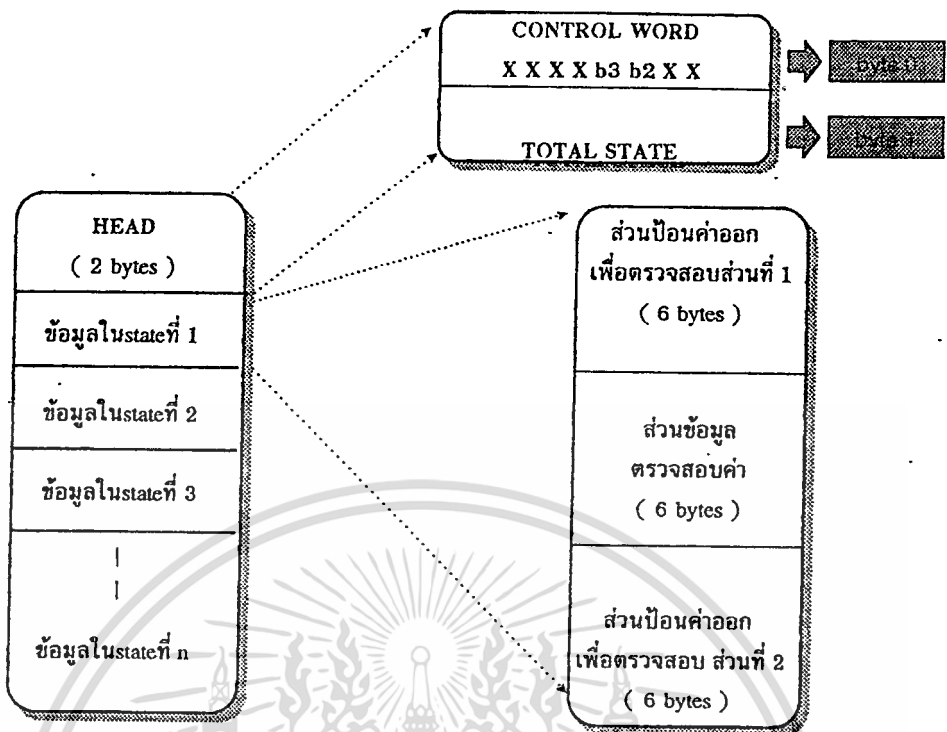 CONTROL WORD
X X X X b3 b2 X X
TOTAL STATE
byte 0
byte 1
HEAD
( 2 bytes )
ข้อมูลในstateที่ 1
ข้อมูลในstateที่ 2
ข้อมูลในstateที่ 3
ข้อมูลในstateที่ n
ส่วนป้อนค่าออก
เพื่อตรวจสอบส่วนที่ 1
( 6 bytes )
ส่วนข้อมูล
ตรวจสอบค่า
( 6 bytes )
ส่วนป้อนค่าออก
เพื่อตรวจสอบ ส่วนที่ 2
( 6 bytes )